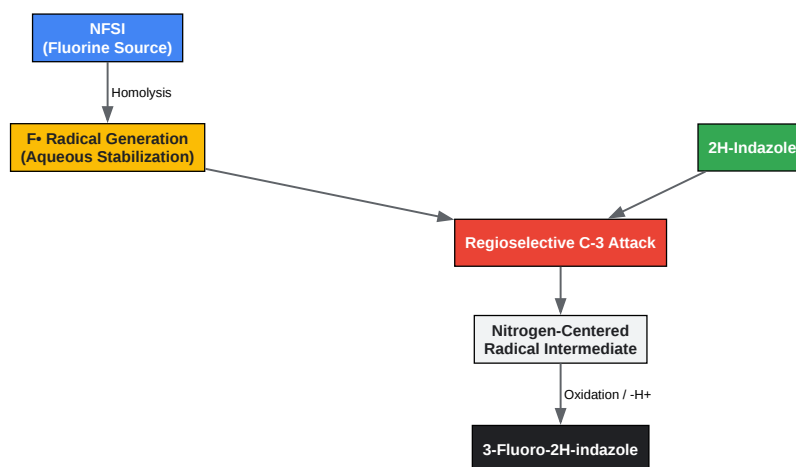 NFSI
(Fluorine Source)
Homolysis
F• Radical Generation
(Aqueous Stabilization)
2H-Indazole
Regioselective C-3 Attack
Nitrogen-Centered
Radical Intermediate
Oxidation / -H+
3-Fluoro-2H-indazole